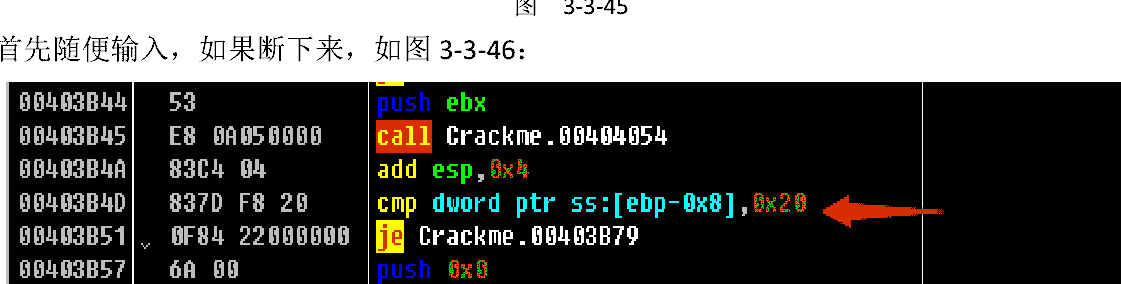 图 3-3-45
首先随便输入，如果断下来，如图 3-3-46：
00403B44 53 push ebx
00403B45 E8 0A050000 call Crackme.00404054
00403B4A 83C4 04 add esp,0x4
00403B4D 837D F8 20 cmp dword ptr ss:[ebp-0x8],0x20
00403B51 0F84 22000000 je Crackme.00403B79
00403B57 6A 00 push 0x0